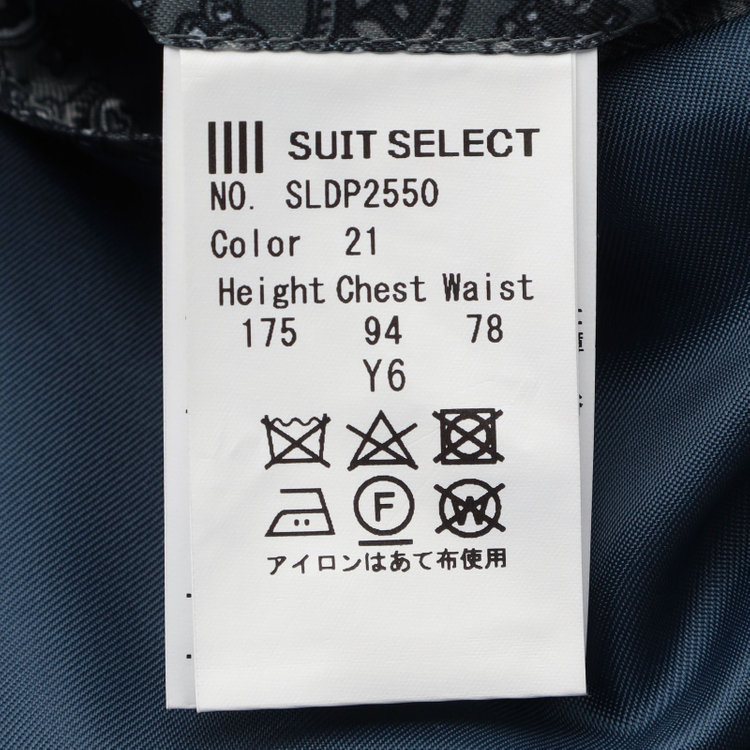 SUIT SELECT
NO. SLDP2550
Color 21
Height Chest Waist
175 94 78
Y6
F W
アイロンはあて布使用